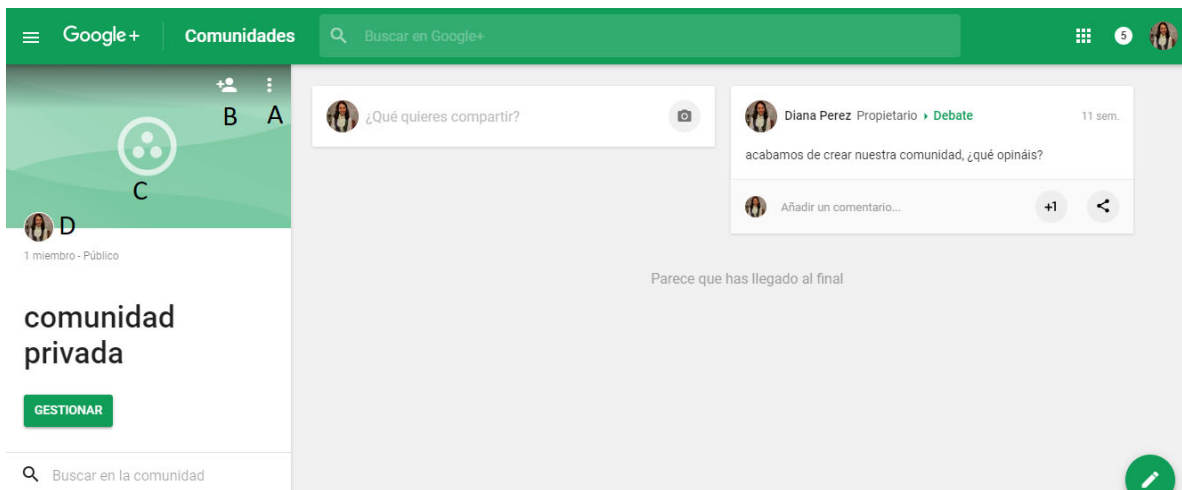 Google+ Comunidades
Buscar en Google+
5
B A
C
D
1 miembro - Público
comunidad
privada
GESTIONAR
Buscar en la comunidad
¿Qué quieres compartir?
Diana Perez Propietario Debate 11 sem.
acabamos de crear nuestra comunidad, ¿qué opináis?
Añadir un comentario... +1
Parece que has llegado al final